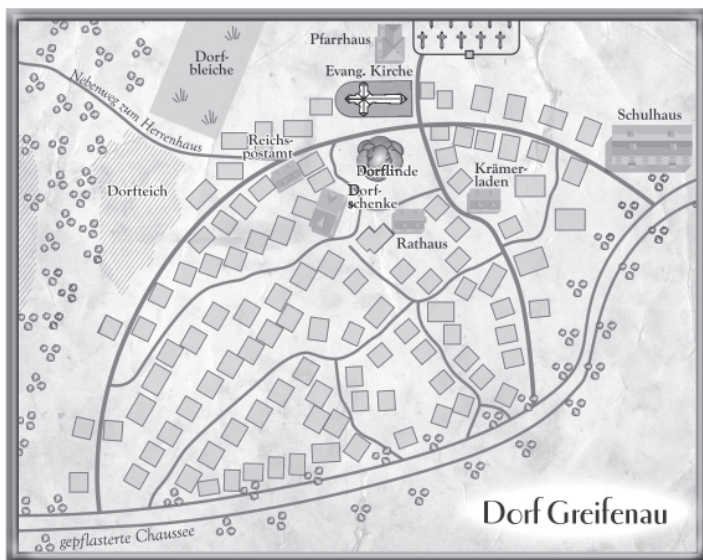 Pfarrhaus
Dorf-
bleiche
Evang. Kirche
Nebenweg zum Herrenhaus
Schulhaus
Reichs-
postamt
Dorflinde
Krämer-
laden
Dorfteich
Dorf-
schenke
Rathaus
Dorf Greifenau
gepflasterte Chaussee